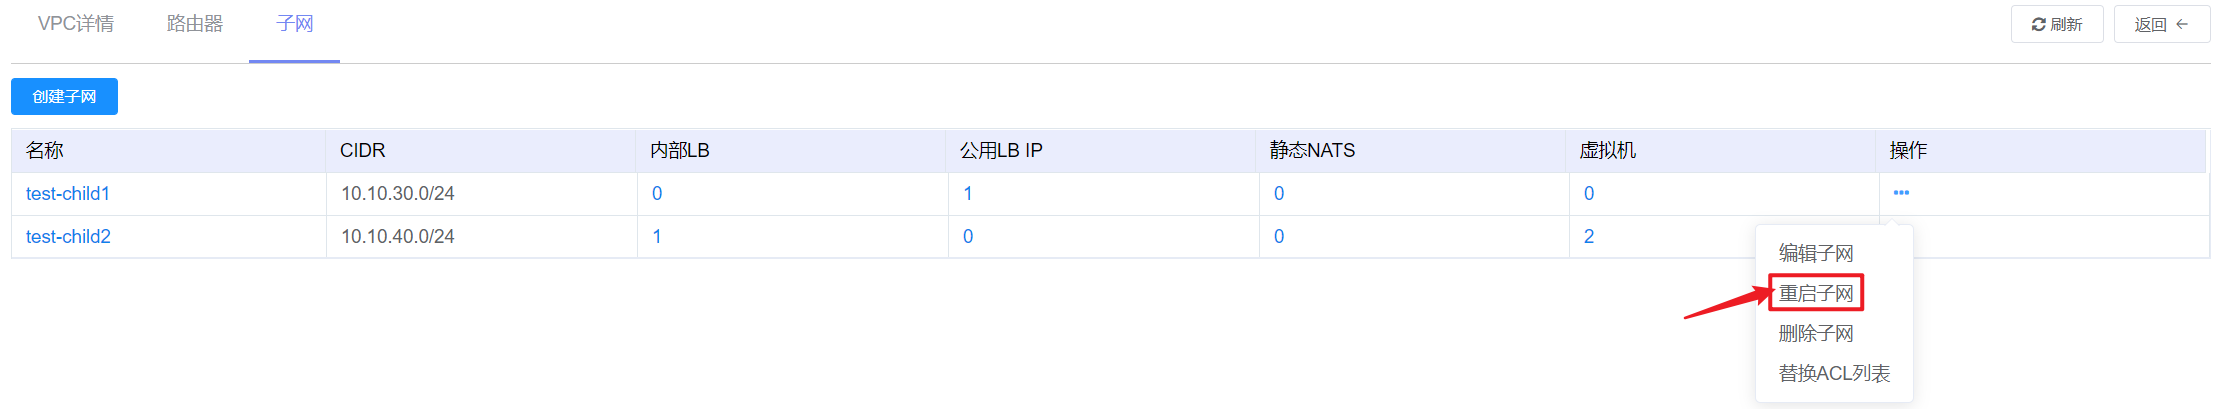 VPC详情 路由器 子网 刷新 返回 ←
创建子网
名称 CIDR 内部LB 公用LB IP 静态NATS 虚拟机 操作
test-child1 10.10.30.0/24 0 1 0 0 •••
test-child2 10.10.40.0/24 1 0 0 2
编辑子网
重启子网
删除子网
替换ACL列表